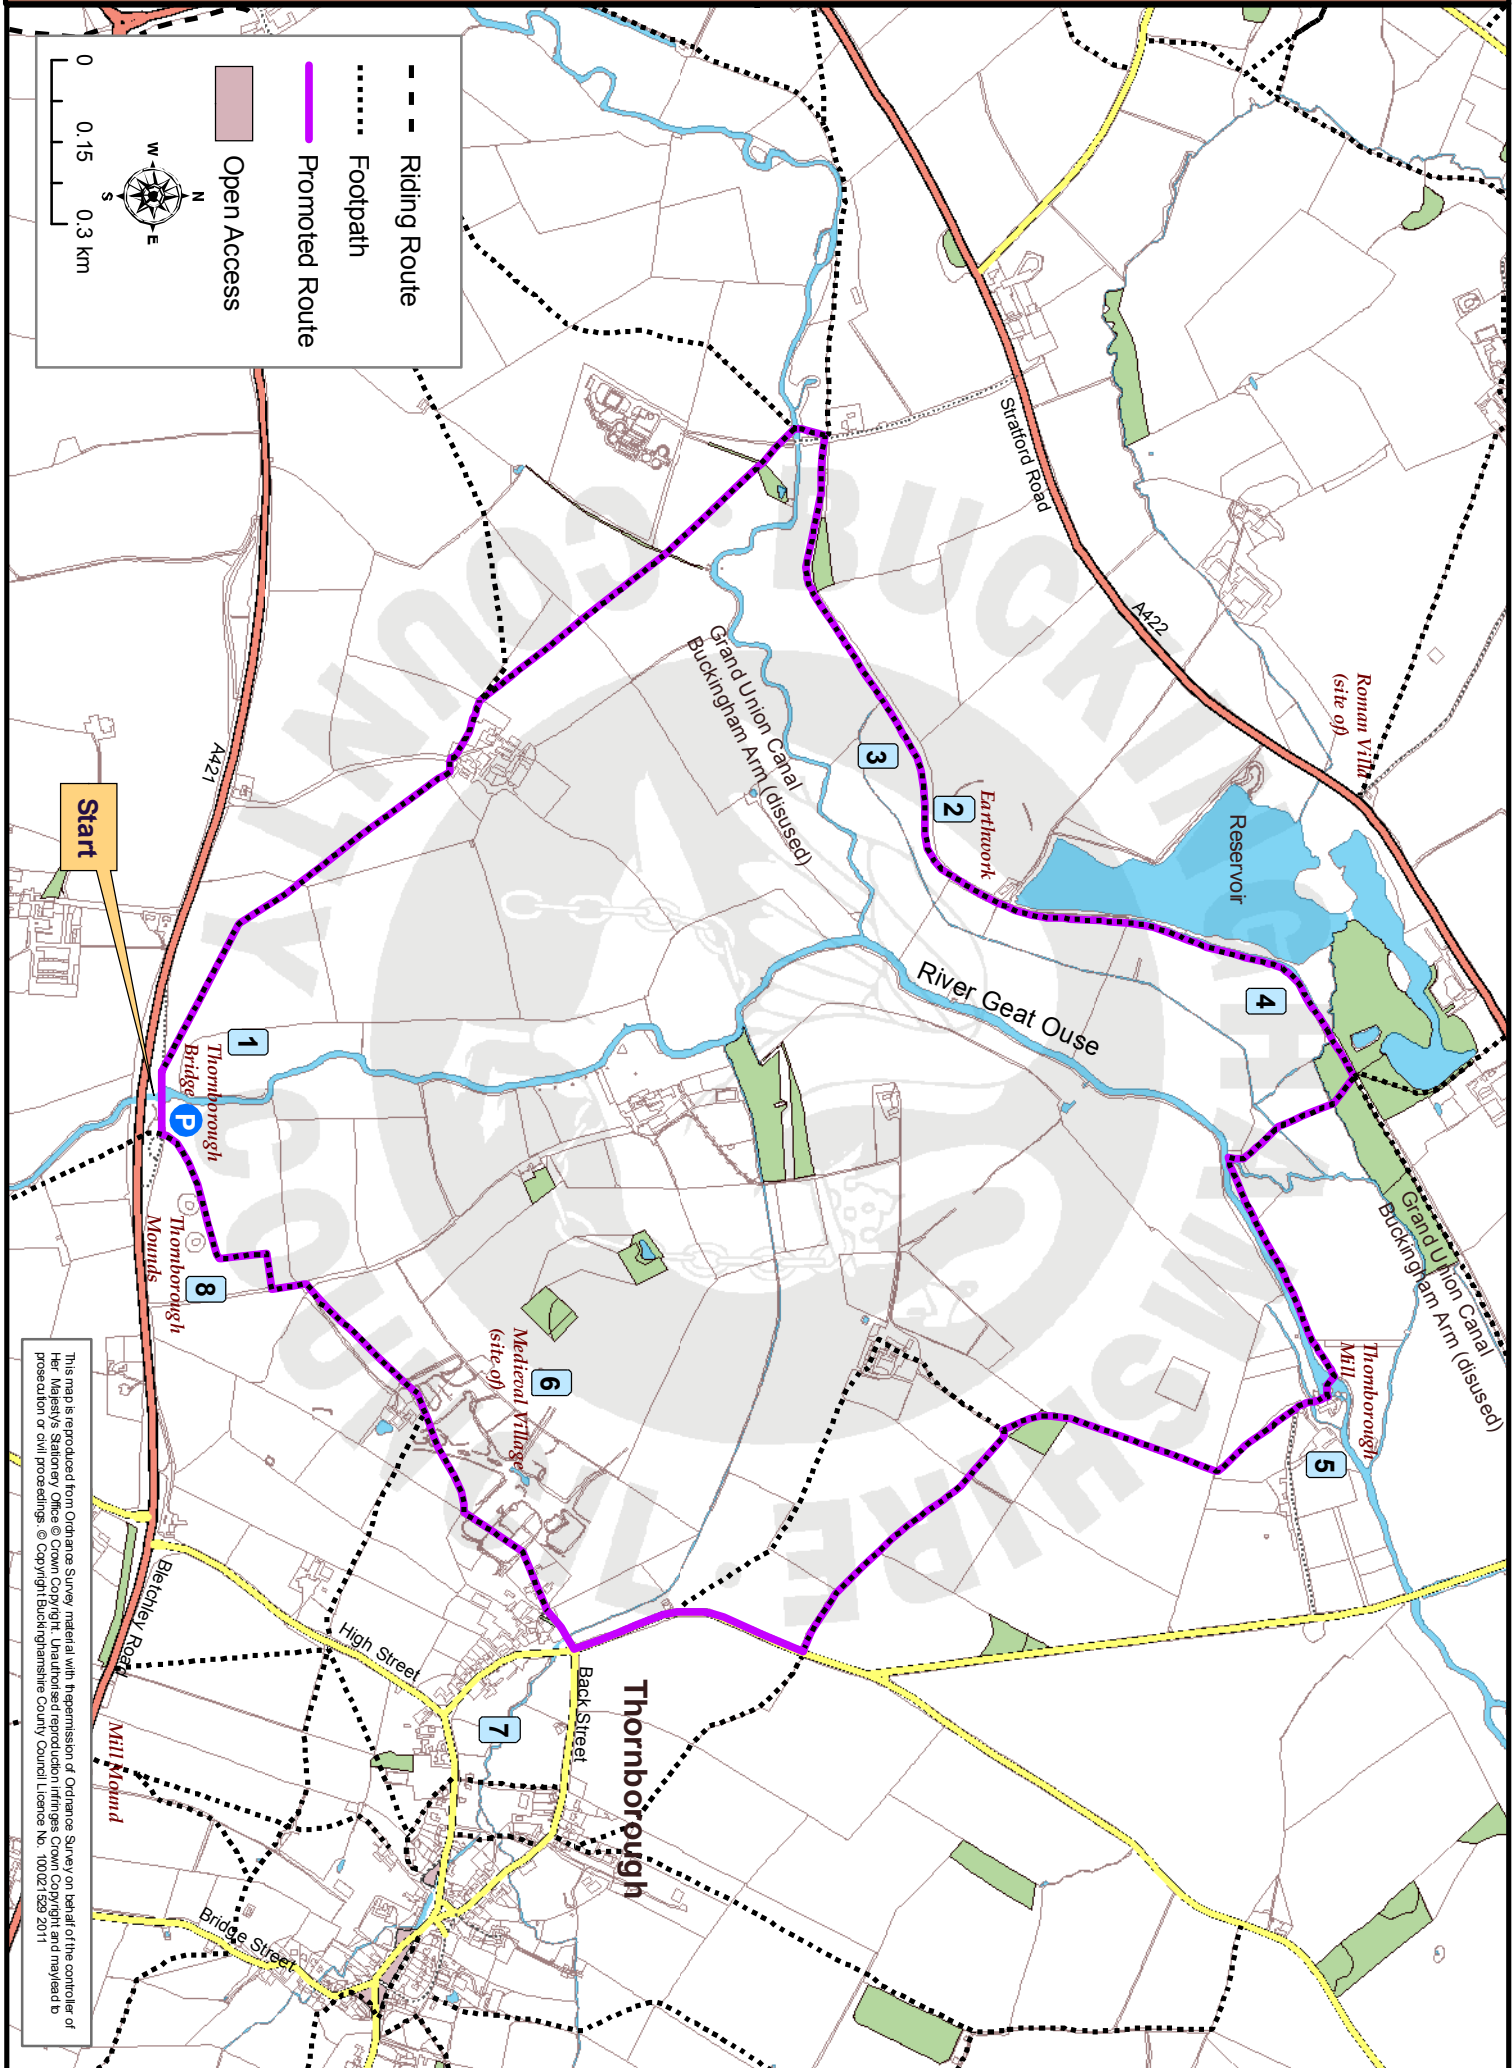 Riding Route
Footpath
Promoted Route
Open Access
N
W
E
S
0
0.15
0.3 km
Stratford Road
A422
Roman Villa
(site of)
Reservoir
Earthwork
3
2
4
Grand Union Canal
Buckingham Arm (disused)
River Geat Ouse
Grand Union Canal
Buckingham Arm (disused)
Thornborough
Mill
5
A421
Start
1
Thornborough
Bridge
P
Thornborough
Mounds
8
6
Medieval Village
(site of)
Thornborough
Back Street
7
High Street
Bletchley Road
Mill Mound
Bridge Street
BUCKINGHAMSHIRE · COUNTY COUNCIL ·
This map is reproduced from Ordnance Survey material with thepermission of Ordnance Survey on behalf of the controller of
Her Majesty's Stationery Office © Crown Copyright. Unauthorised reproduction infringes Crown Copyright and maylead to
prosecution or civil proceedings. © Copyright Buckinghamshire County Council Licence No. 100021529 2011